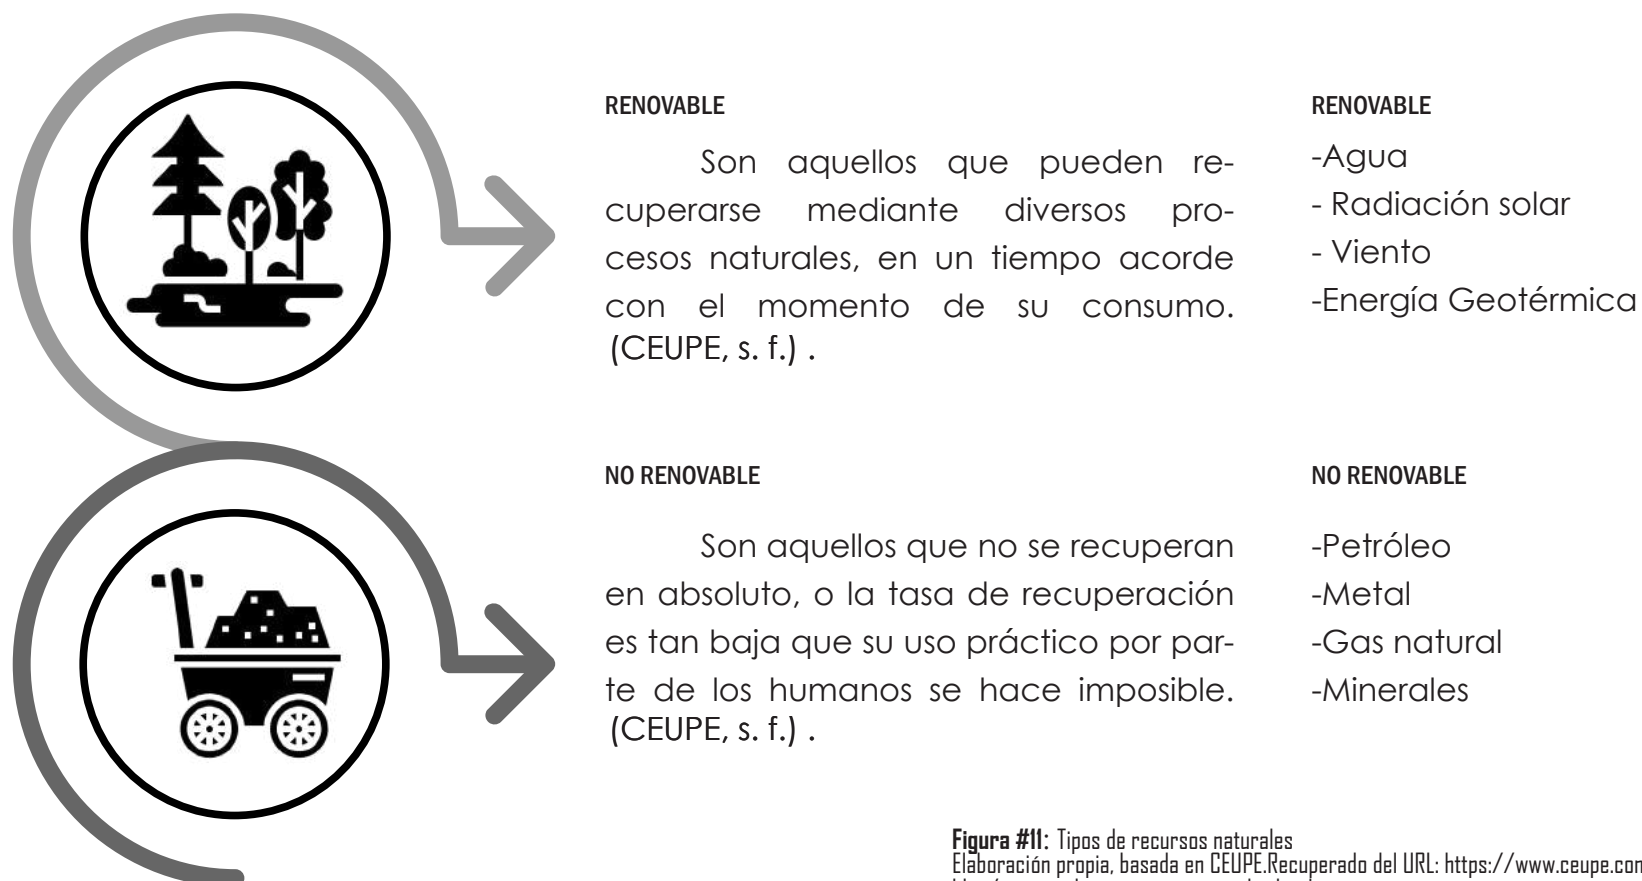 RENOVABLE
Son aquellos que pueden re-
cuperarse mediante diversos pro-
cesos naturales, en un tiempo acorde
con el momento de su consumo.
(CEUPE, s. f.) .
RENOVABLE
-Agua
- Radiación solar
- Viento
-Energía Geotérmica
NO RENOVABLE
Son aquellos que no se recuperan
en absoluto, o la tasa de recuperación
es tan baja que su uso práctico por par-
te de los humanos se hace imposible.
(CEUPE, s. f.) .
NO RENOVABLE
-Petróleo
-Metal
-Gas natural
-Minerales
Figura #11: Tipos de recursos naturales
Elaboración propia, basada en CEUPE.Recuperado del URL: https://www.ceupe.com